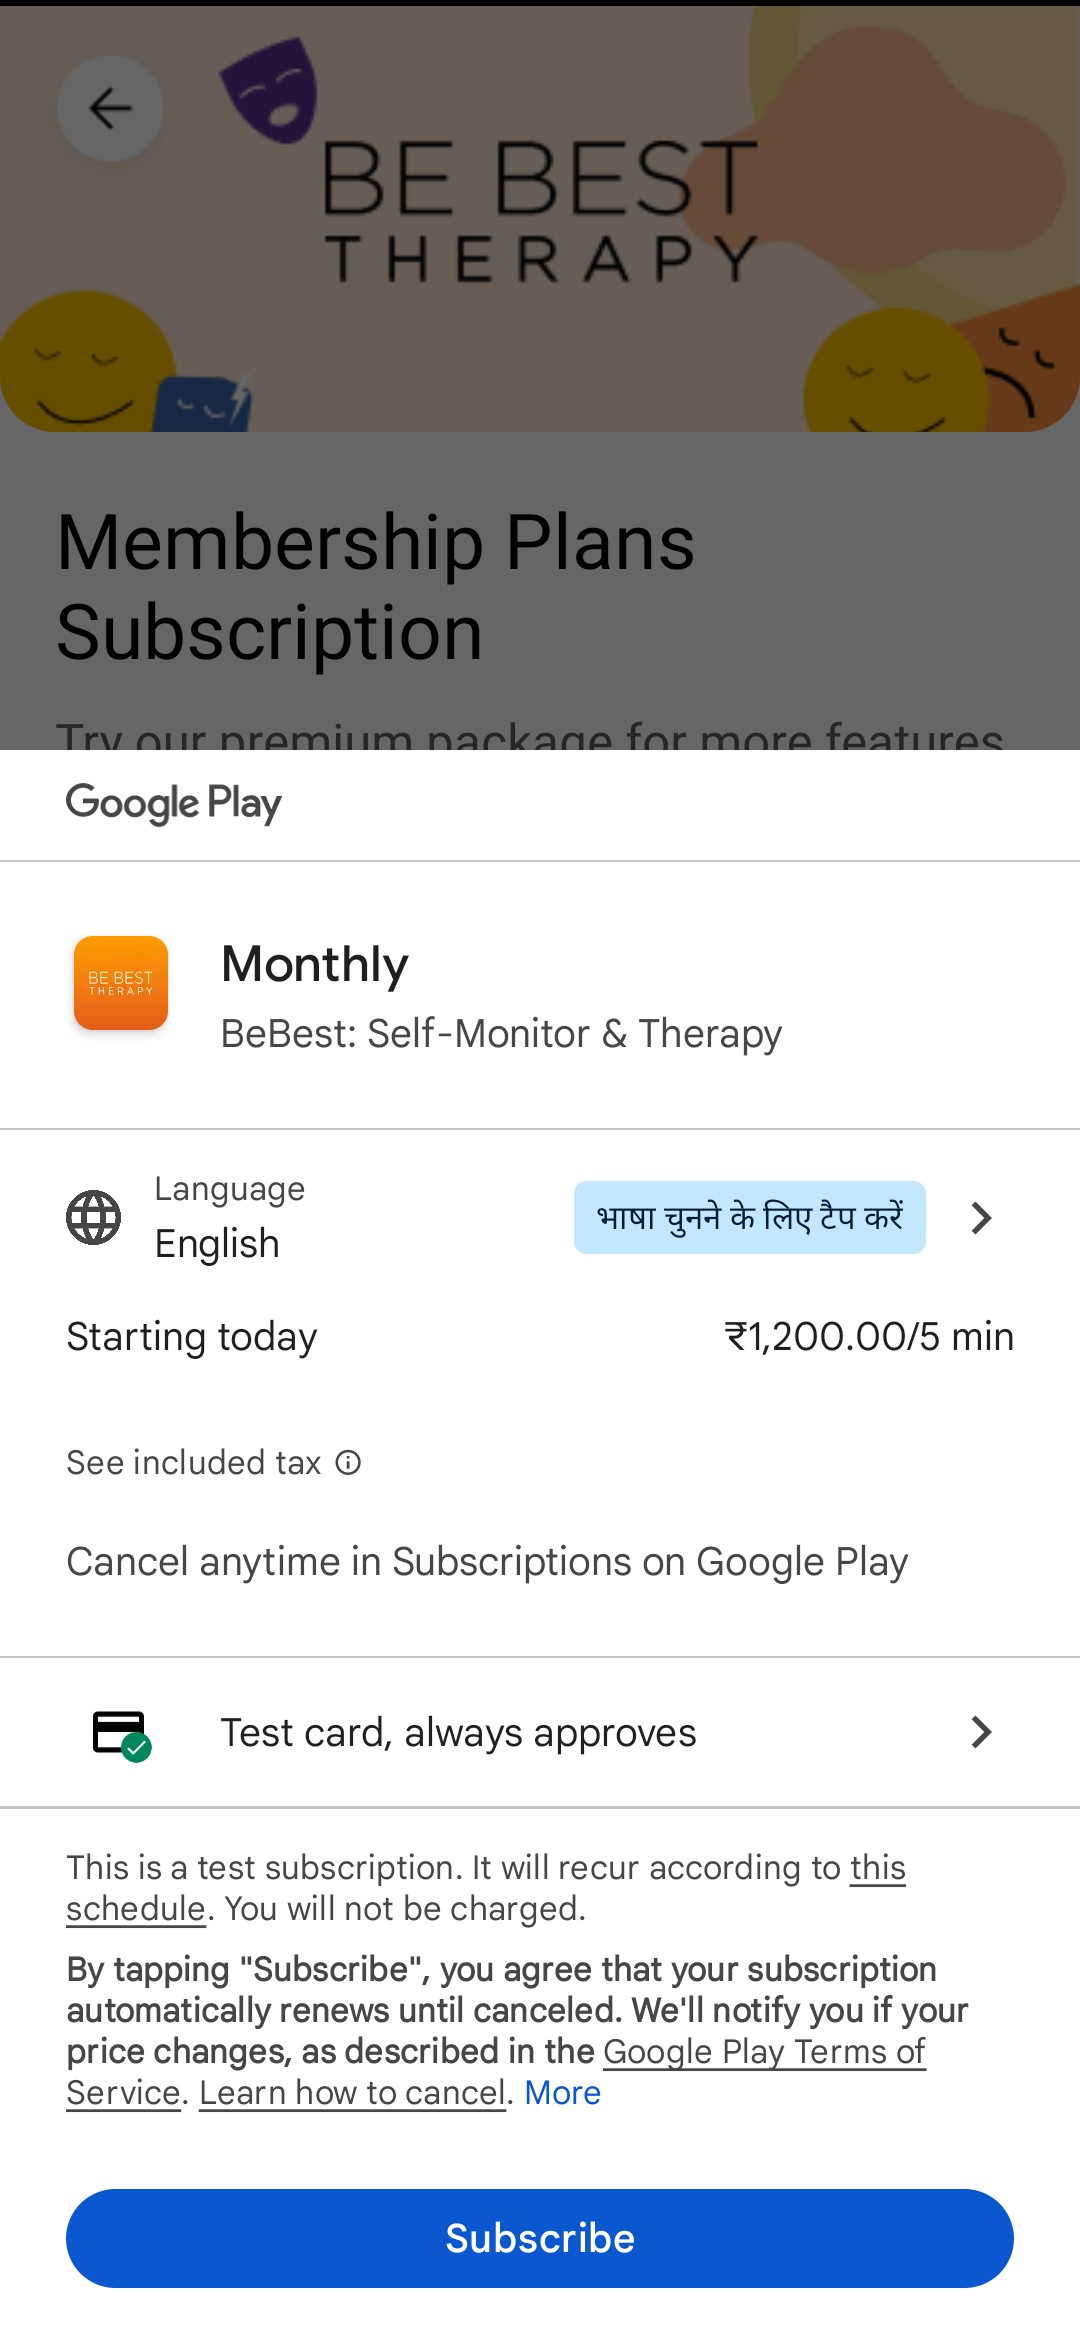 BE BEST
THERAPY
Membership Plans
Subscription
Try our premium package for more features
Google Play
BE BEST
THERAPY
Monthly
BeBest: Self-Monitor & Therapy
Language
English
भाषा चुनने के लिए टैप करें
Starting today
₹1,200.00/5 min
See included tax
Cancel anytime in Subscriptions on Google Play
Test card, always approves
This is a test subscription. It will recur according to this
schedule. You will not be charged.
By tapping "Subscribe", you agree that your subscription
automatically renews until canceled. We'll notify you if your
price changes, as described in the Google Play Terms of
Service. Learn how to cancel. More
Subscribe